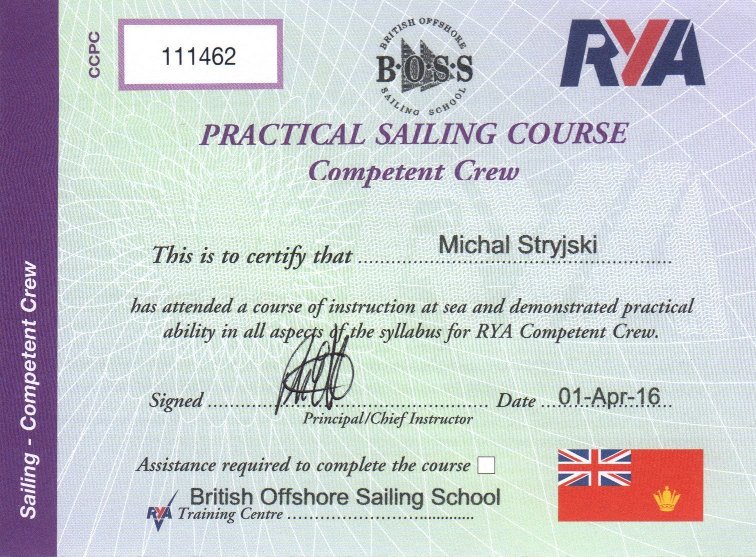 CCPC
111462
BRITISH OFFSHORE
B·O·S·S
SAILING SCHOOL
RYA
PRACTICAL SAILING COURSE
Competent Crew
This is to certify that Michal Stryjski
has attended a course of instruction at sea and demonstrated practical
ability in all aspects of the syllabus for RYA Competent Crew.
Signed Date 01-Apr-16
Principal/Chief Instructor
Assistance required to complete the course
British Offshore Sailing School
RYA Training Centre
Sailing - Competent Crew